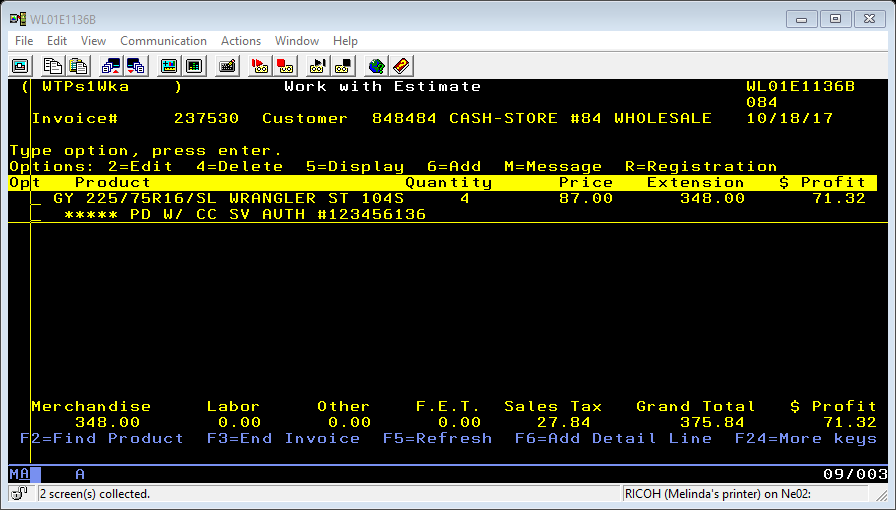 WL01E1136B
File Edit View Communication Actions Window Help
( WTPs1Wka ) Work with Estimate WL01E1136B
084
Invoice# 237530 Customer 848484 CASH-STORE #84 WHOLESALE 10/18/17
Type option, press enter.
Options: 2=Edit 4=Delete 5=Display 6=Add M=Message R=Registration
Opt Product Quantity Price Extension $ Profit
_ GY 225/75R16/SL WRANGLER ST 104S 4 87.00 348.00 71.32
_ ***** PD W/ CC SV AUTH #123456136
Merchandise Labor Other F.E.T. Sales Tax Grand Total $ Profit
348.00 0.00 0.00 0.00 27.84 375.84 71.32
F2=Find Product F3=End Invoice F5=Refresh F6=Add Detail Line F24=More keys
MA A 09/003
2 screen(s) collected. RICOH (Melinda's printer) on Ne02: